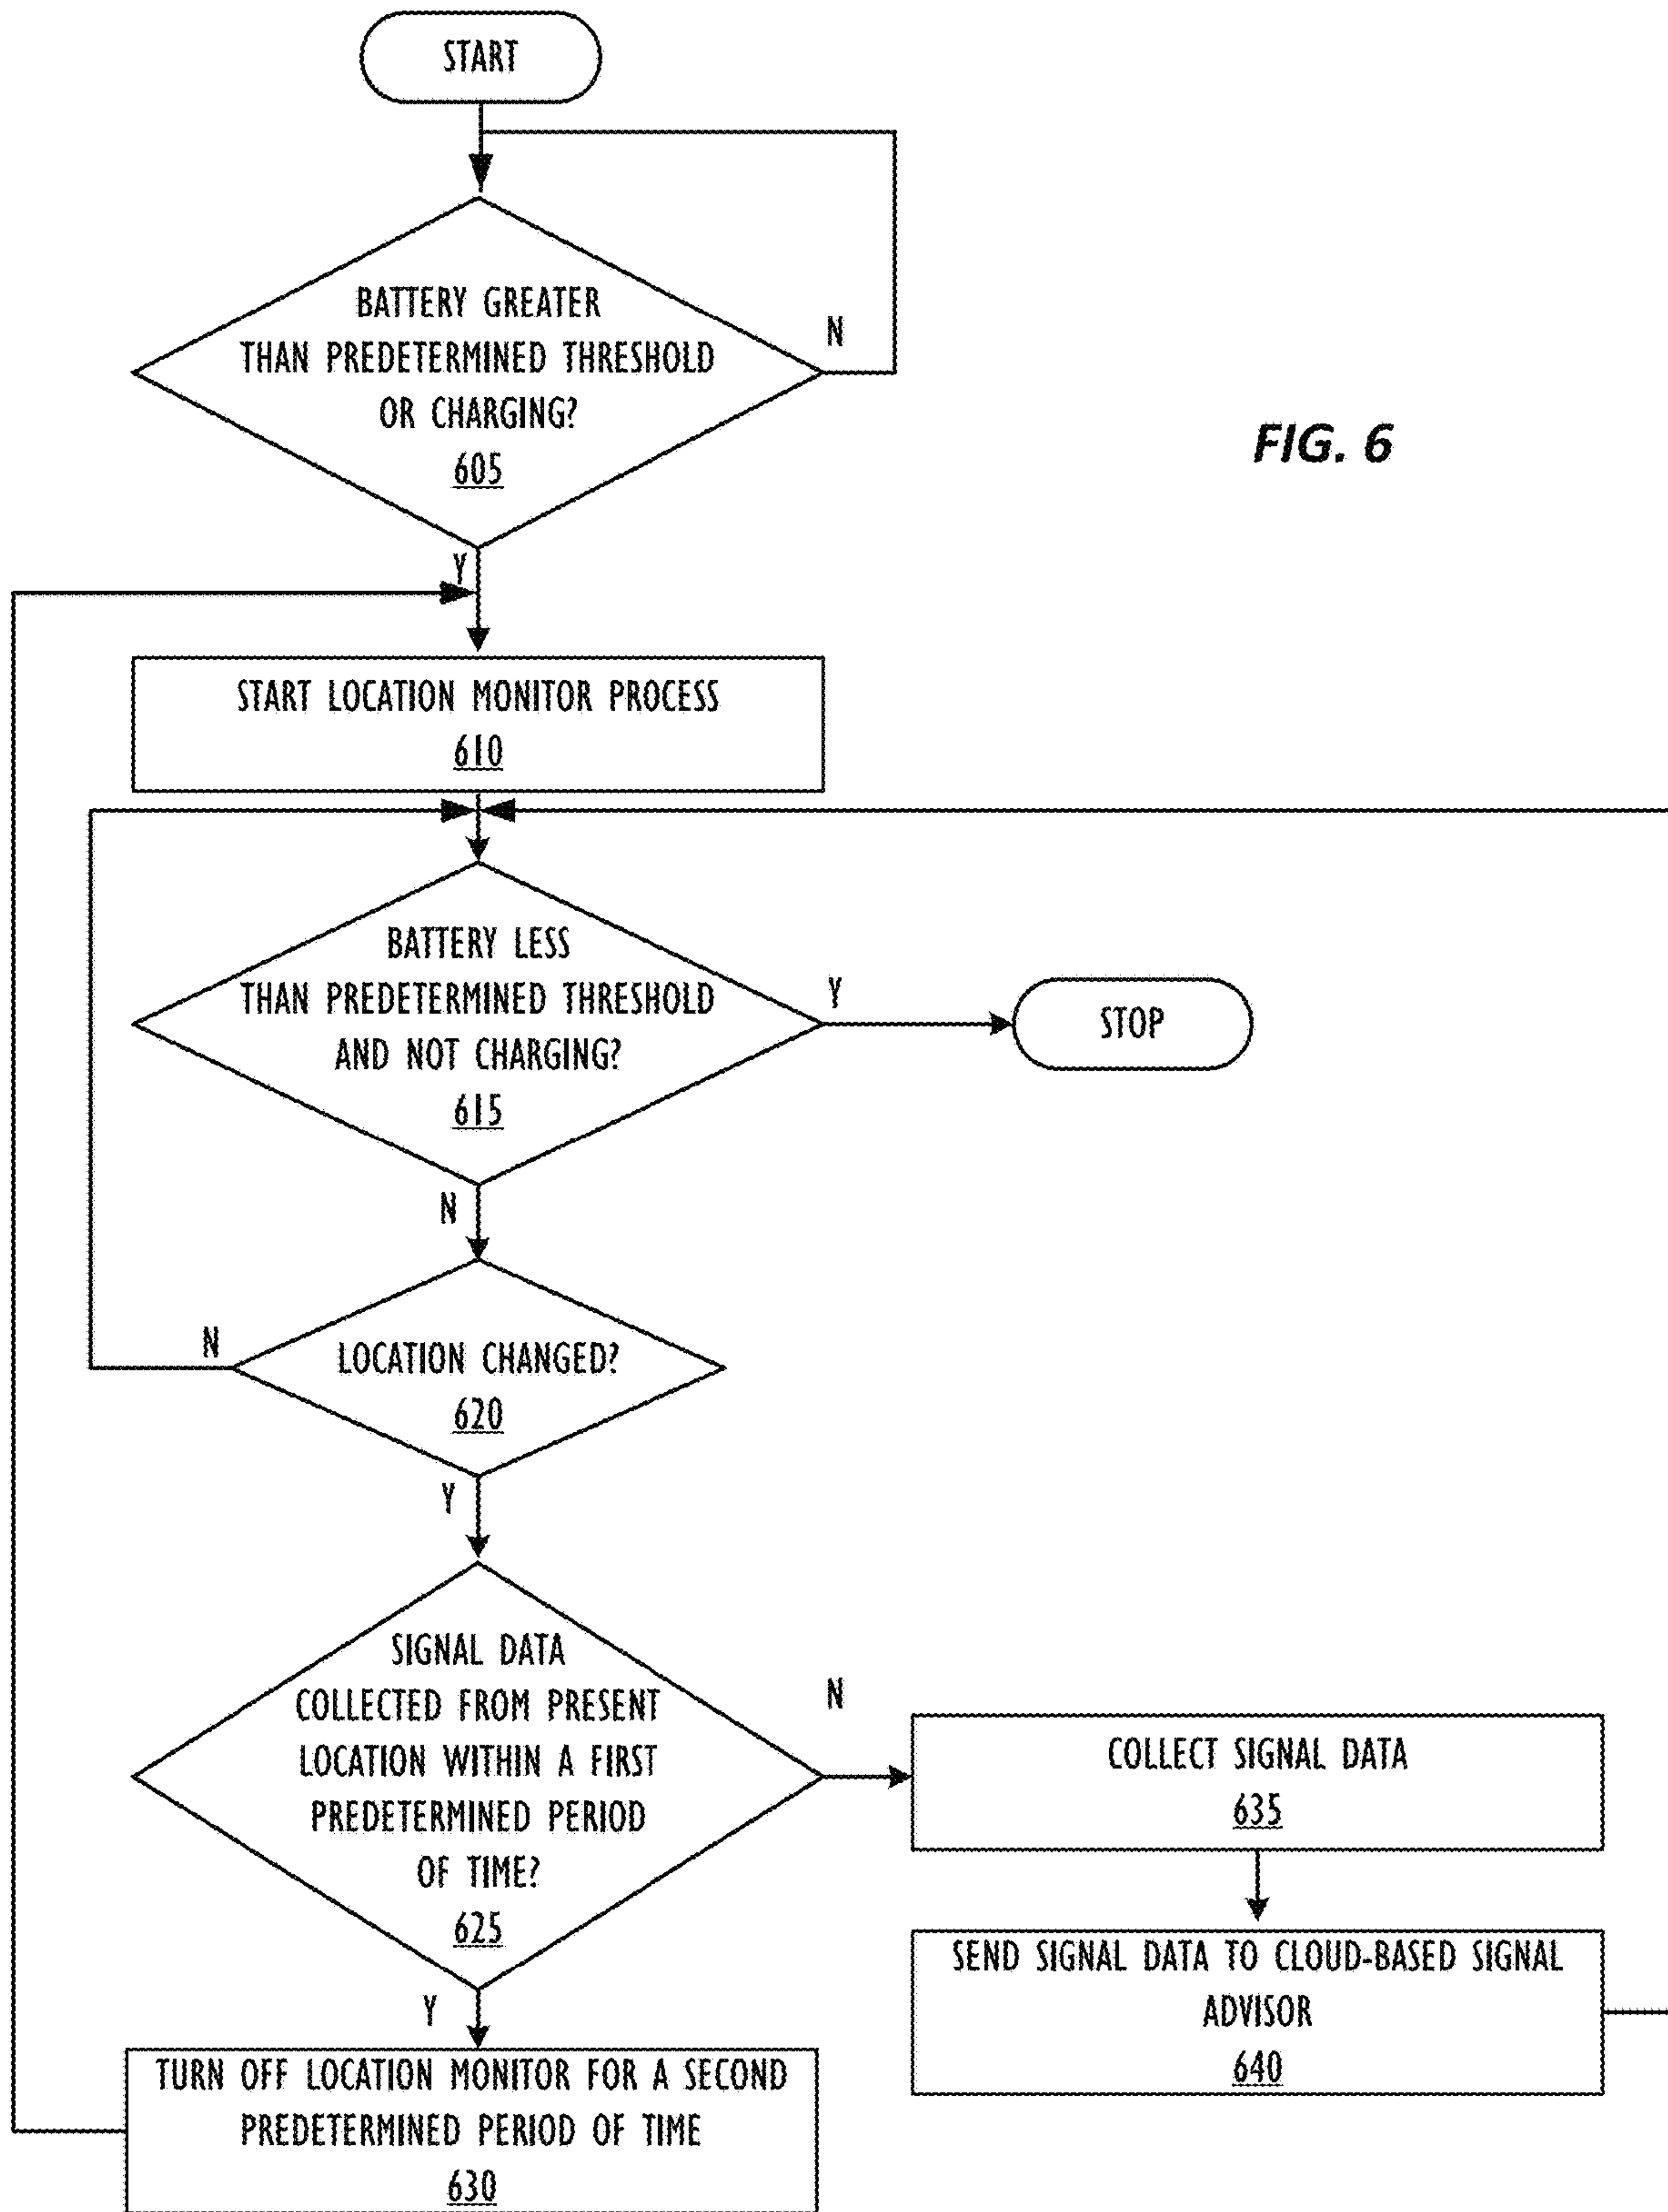 START
BATTERY GREATER
THAN PREDETERMINED THRESHOLD
OR CHARGING?
605
N
FIG. 6
Y
START LOCATION MONITOR PROCESS
610
BATTERY LESS
THAN PREDETERMINED THRESHOLD
AND NOT CHARGING?
615
Y
STOP
N
LOCATION CHANGED?
620
N
Y
SIGNAL DATA
COLLECTED FROM PRESENT
LOCATION WITHIN A FIRST
PREDETERMINED PERIOD
OF TIME?
625
N
COLLECT SIGNAL DATA
635
SEND SIGNAL DATA TO CLOUD-BASED SIGNAL
ADVISOR
640
Y
TURN OFF LOCATION MONITOR FOR A SECOND
PREDETERMINED PERIOD OF TIME
630